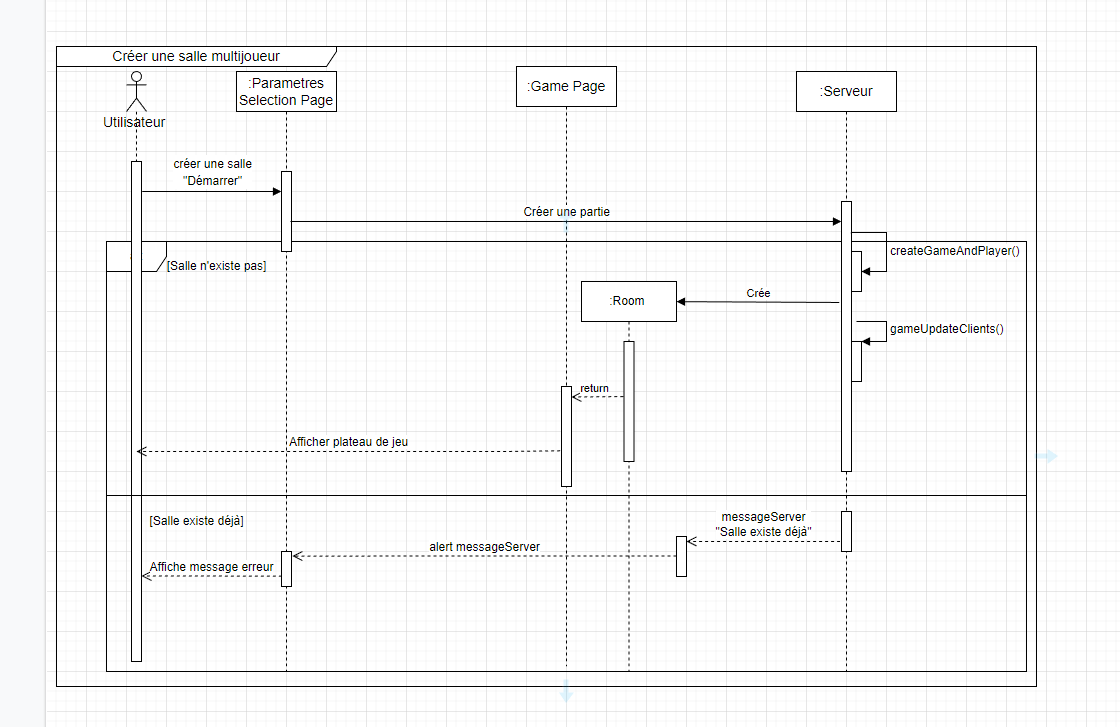 Créer une salle multijoueur
:Parametres
Selection Page
:Game Page
:Serveur
Utilisateur
créer une salle
"Démarrer"
Créer une partie
[Salle n'existe pas]
createGameAndPlayer()
:Room
Crée
gameUpdateClients()
return
Afficher plateau de jeu
[Salle existe déjà]
messageServer
"Salle existe déjà"
alert messageServer
Affiche message erreur